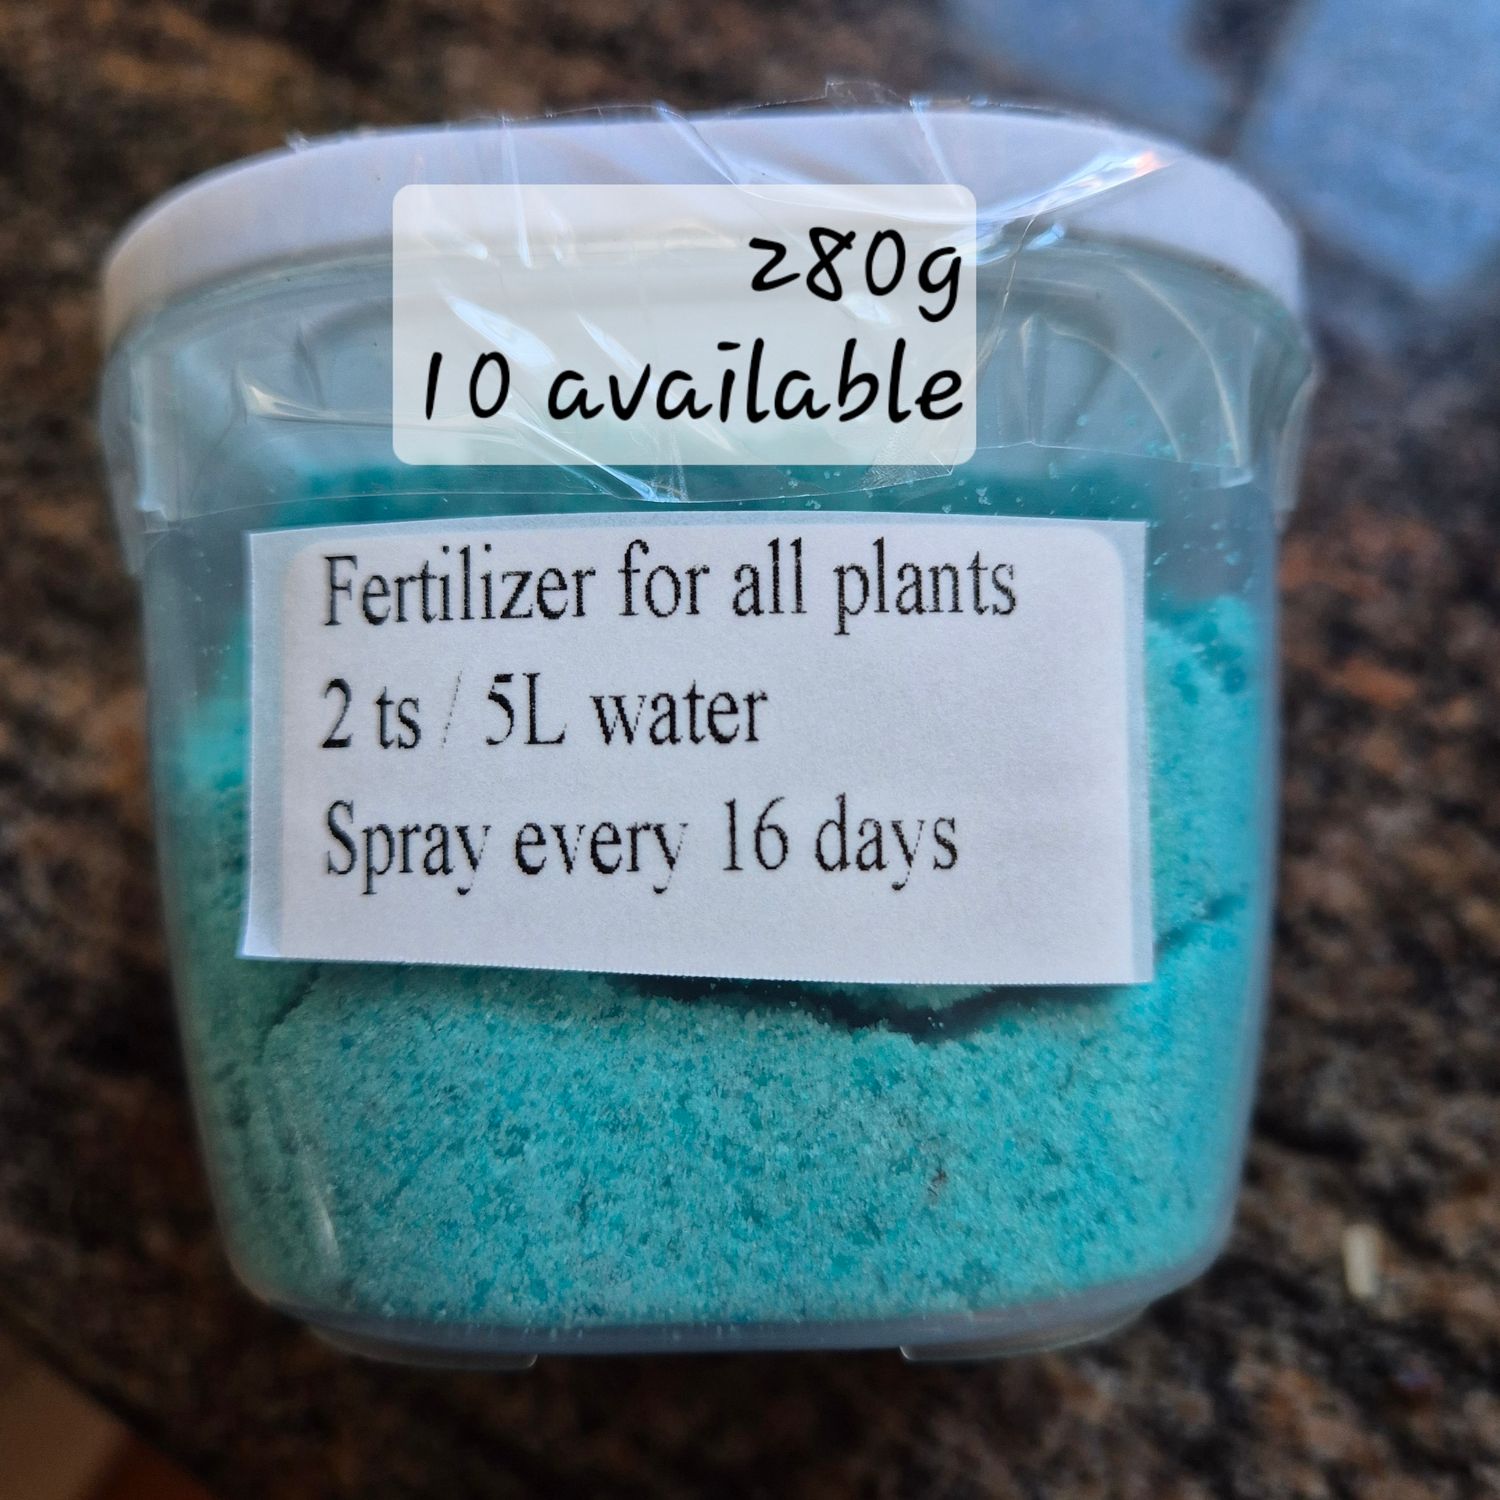 280g
10 available
Fertilizer for all plants
2 ts / 5L water
Spray every 16 days